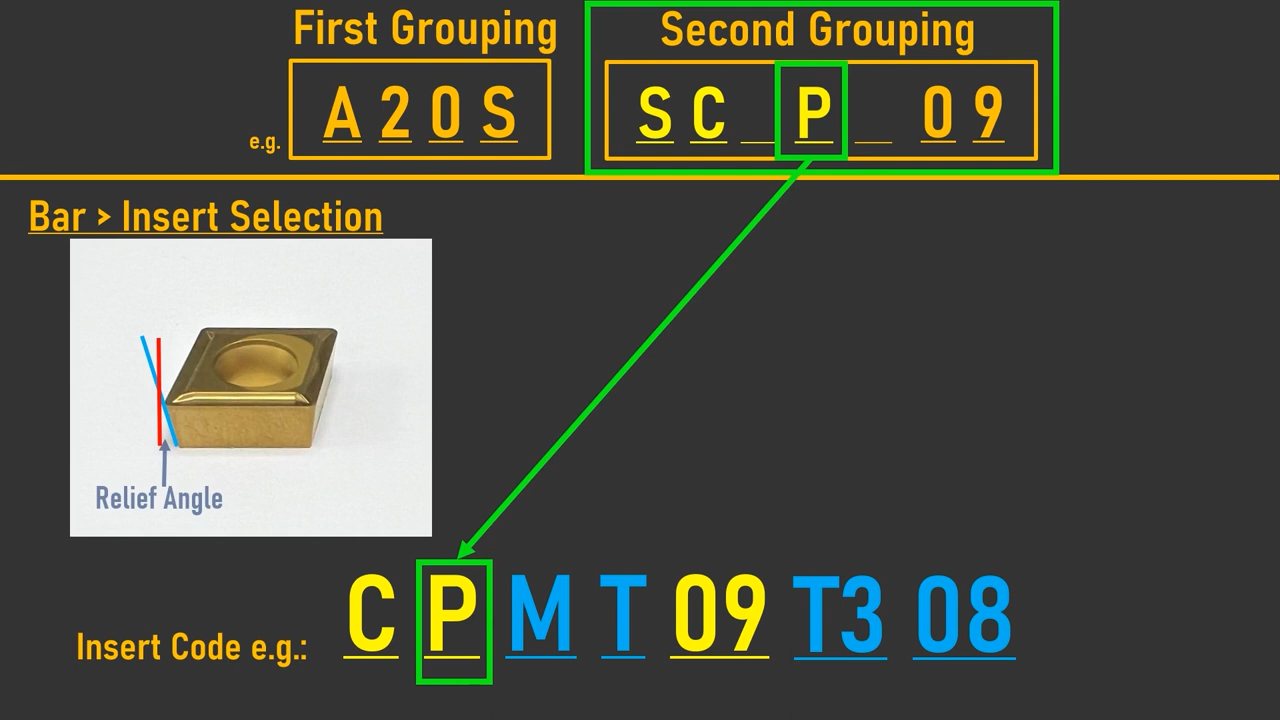 First Grouping
Second Grouping
e.g.
A 2 0 S
S C _ P _ 0 9
Bar > Insert Selection
Relief Angle
Insert Code e.g.:
C P M T 09 T3 08